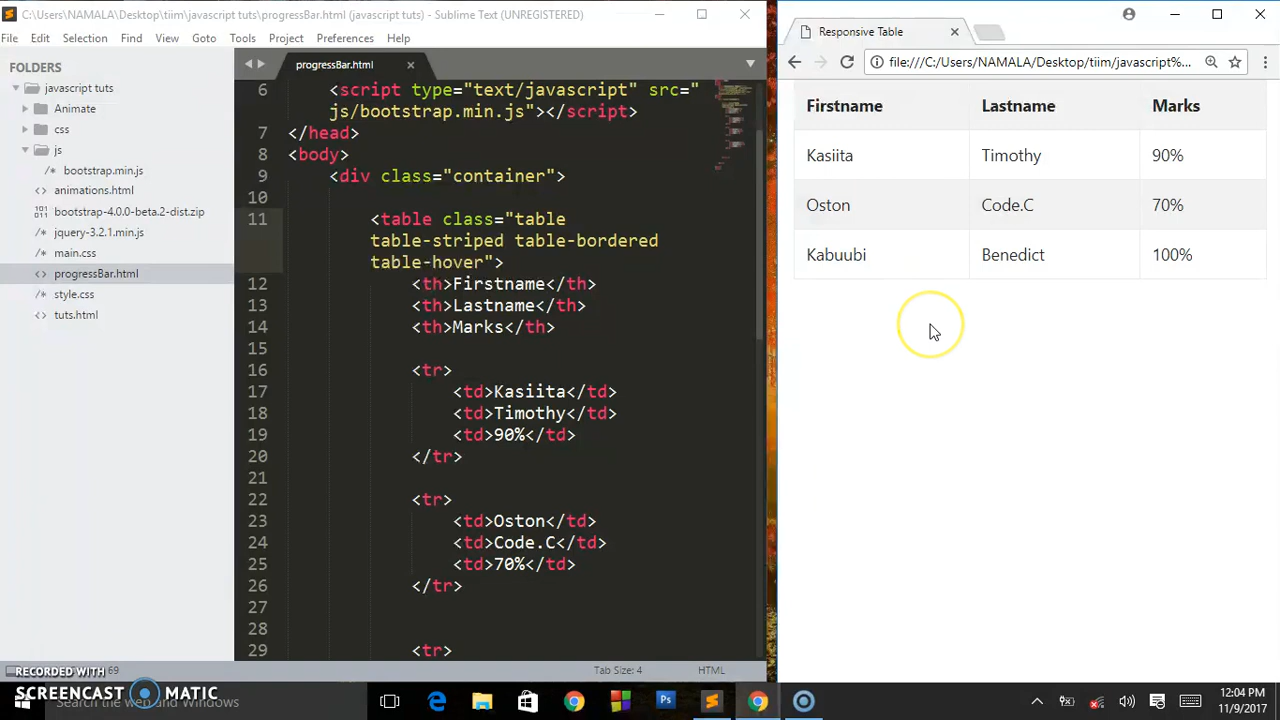 C:\Users\NAMALA\Desktop\tiim\javascript tuts\progressBar.html (javascript tuts) - Sublime Text (UNREGISTERED)
File Edit Selection Find View Goto Tools Project Preferences Help
FOLDERS
javascript tuts
Animate
css
js
bootstrap.min.js
animations.html
bootstrap-4.0.0-beta.2-dist.zip
jquery-3.2.1.min.js
main.css
progressBar.html
style.css
tuts.html
progressBar.html
6 <script type="text/javascript" src="
js/bootstrap.min.js"></script>
7 </head>
8 <body>
9 <div class="container">
10
11 <table class="table
table-striped table-bordered
table-hover">
12 <th>Firstname</th>
13 <th>Lastname</th>
14 <th>Marks</th>
15
16 <tr>
17 <td>Kasiita</td>
18 <td>Timothy</td>
19 <td>90%</td>
20 </tr>
21
22 <tr>
23 <td>Oston</td>
24 <td>Code.C</td>
25 <td>70%</td>
26 </tr>
27
28
29 <tr>
69 Tab Size: 4 HTML
Responsive Table
file:///C:/Users/NAMALA/Desktop/tiim/javascript%...
Firstname Lastname Marks
Kasiita Timothy 90%
Oston Code.C 70%
Kabuubi Benedict 100%
RECORDED WITH
SCREENCAST MATIC
Search the web and Windows
Ps
12:04 PM
11/9/2017